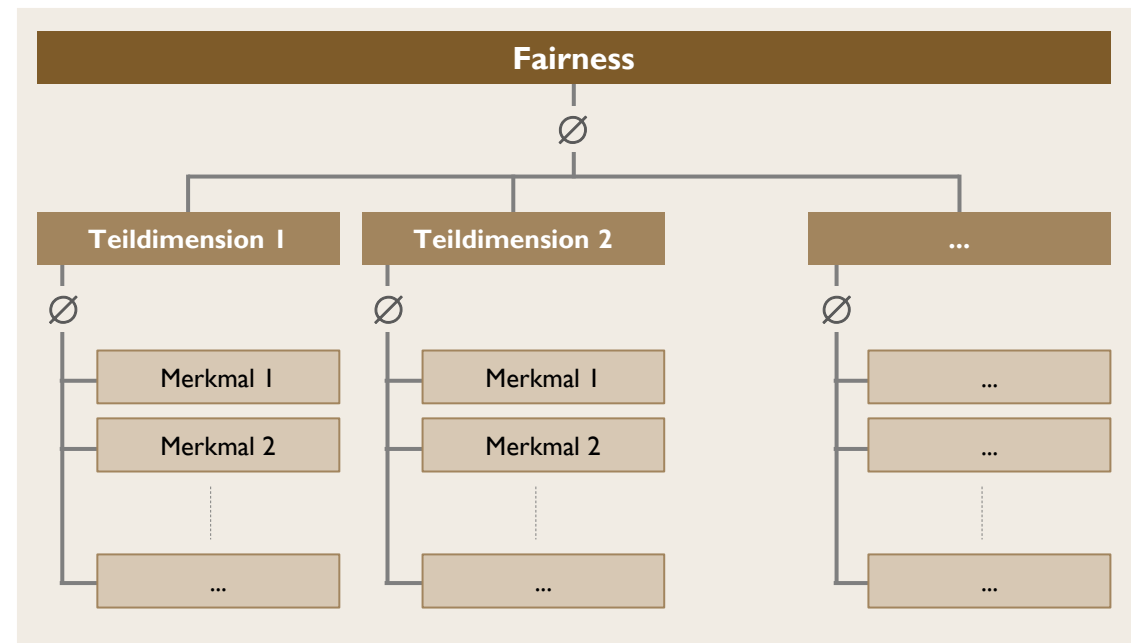 Fairness
Ø
Teildimension 1
Teildimension 2
...
Ø
Ø
Ø
Merkmal 1
Merkmal 1
...
Merkmal 2
Merkmal 2
...
...
...
...